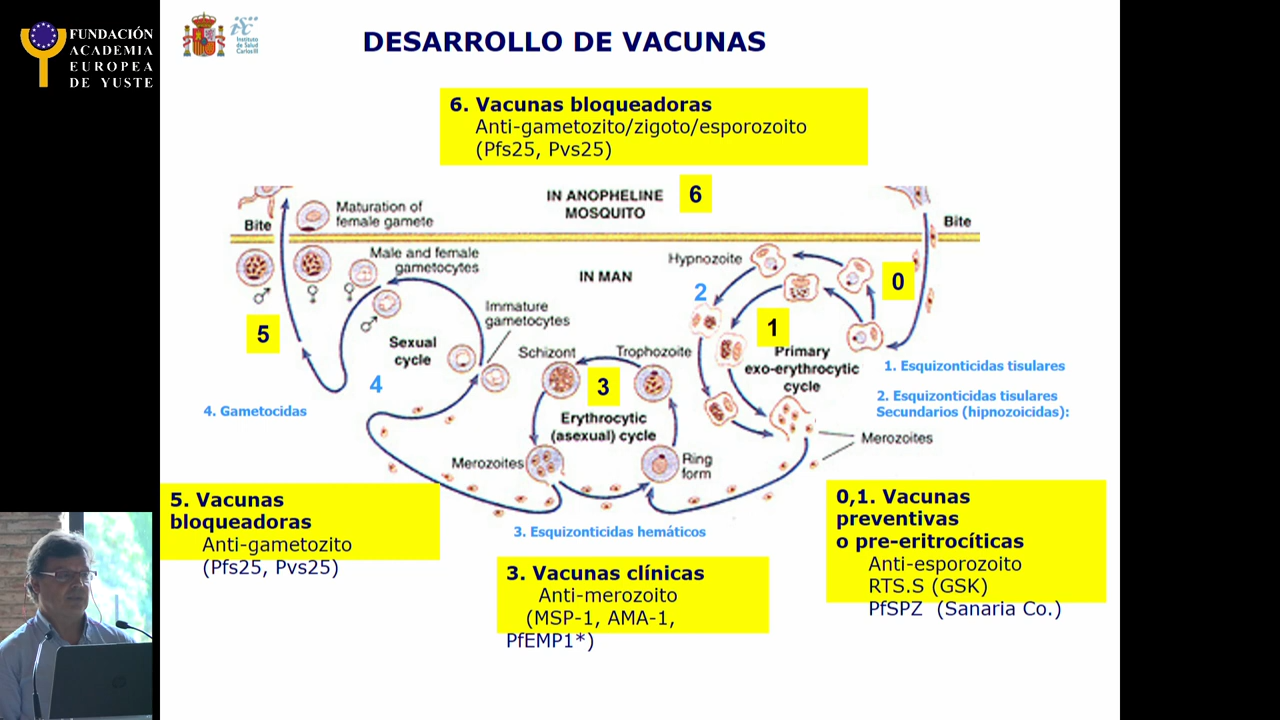 FUNDACIÓN
ACADEMIA
EUROPEA
DE YUSTE
isc
Instituto
de Salud
Carlos III
DESARROLLO DE VACUNAS
6. Vacunas bloqueadoras
Anti-gametozito/zigoto/esporozoito
(Pfs25, Pvs25)
IN ANOPHELINE
MOSQUITO
6
Maturation of
female gamete
Bite
Bite
Male and female
gametocytes
IN MAN
Hypnozoite
0
2
♂
♀
♀
♂
5
Immature
gametocytes
1
Sexual
cycle
Schizont
Trophozoite
Primary
exo-erythrocytic
cycle
1. Esquizonticidas tisulares
4
3
2. Esquizonticidas tisulares
Secundarios (hipnozoicidas):
4. Gametocidas
Erythrocytic
(asexual) cycle
Merozoites
Merozoites
Ring
form
3. Esquizonticidas hemáticos
5. Vacunas
bloqueadoras
Anti-gametozito
(Pfs25, Pvs25)
3. Vacunas clínicas
Anti-merozoito
(MSP-1, AMA-1,
PfEMP1*)
0,1. Vacunas
preventivas
o pre-eritrocíticas
Anti-esporozoito
RTS.S (GSK)
PfSPZ (Sanaria Co.)